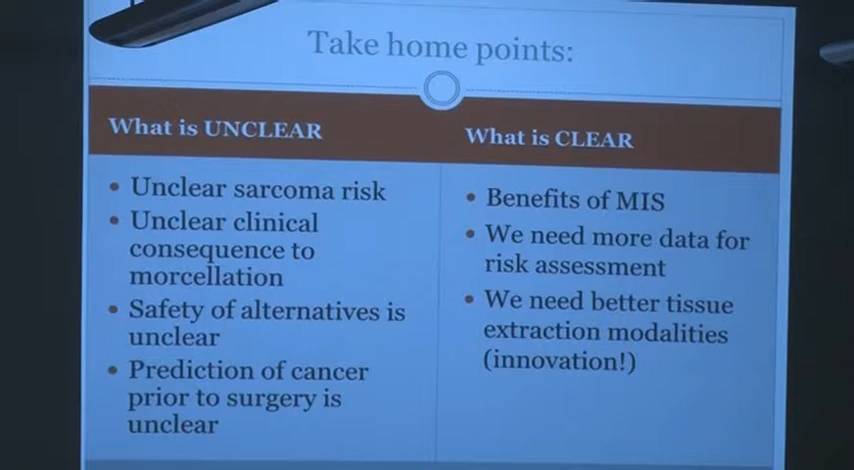 Take home points:
What is UNCLEAR
• Unclear sarcoma risk
• Unclear clinical
consequence to
morcellation
• Safety of alternatives is
unclear
• Prediction of cancer
prior to surgery is
unclear
What is CLEAR
• Benefits of MIS
• We need more data for
risk assessment
• We need better tissue
extraction modalities
(innovation!)